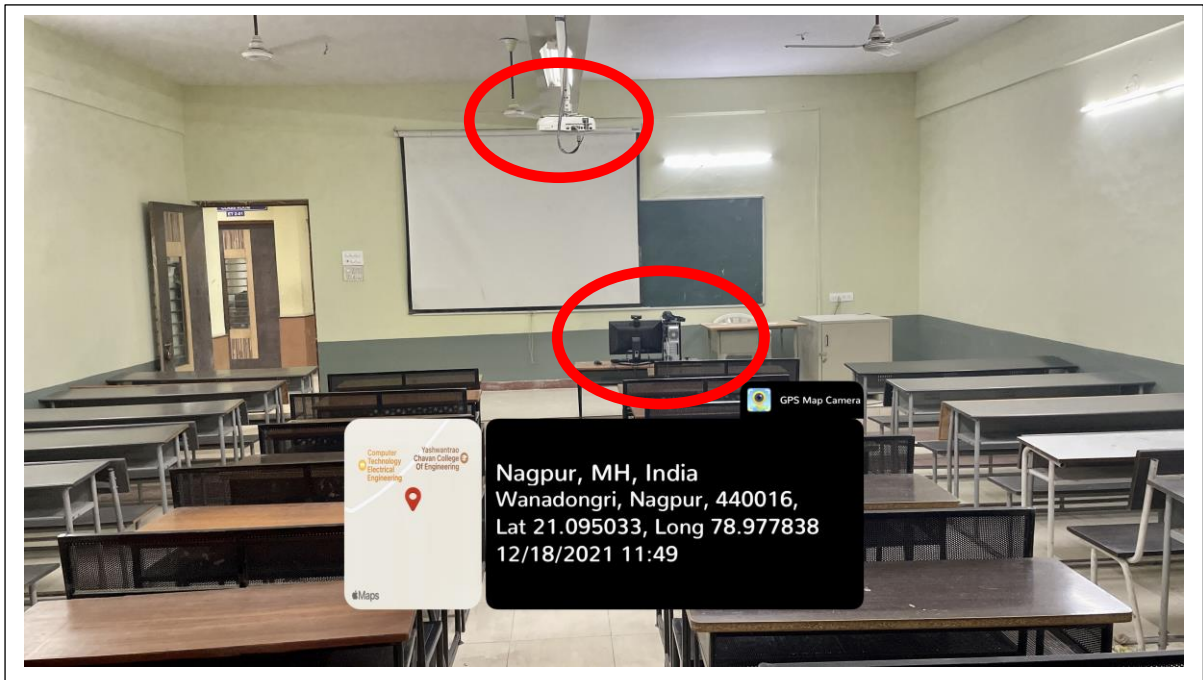 GPS Map Camera
Computer
Technology
Electrical
Engineering
Yashwantrao
Chavan College
Of Engineering
Maps
Nagpur, MH, India
Wanadongri, Nagpur, 440016,
Lat 21.095033, Long 78.977838
12/18/2021 11:49